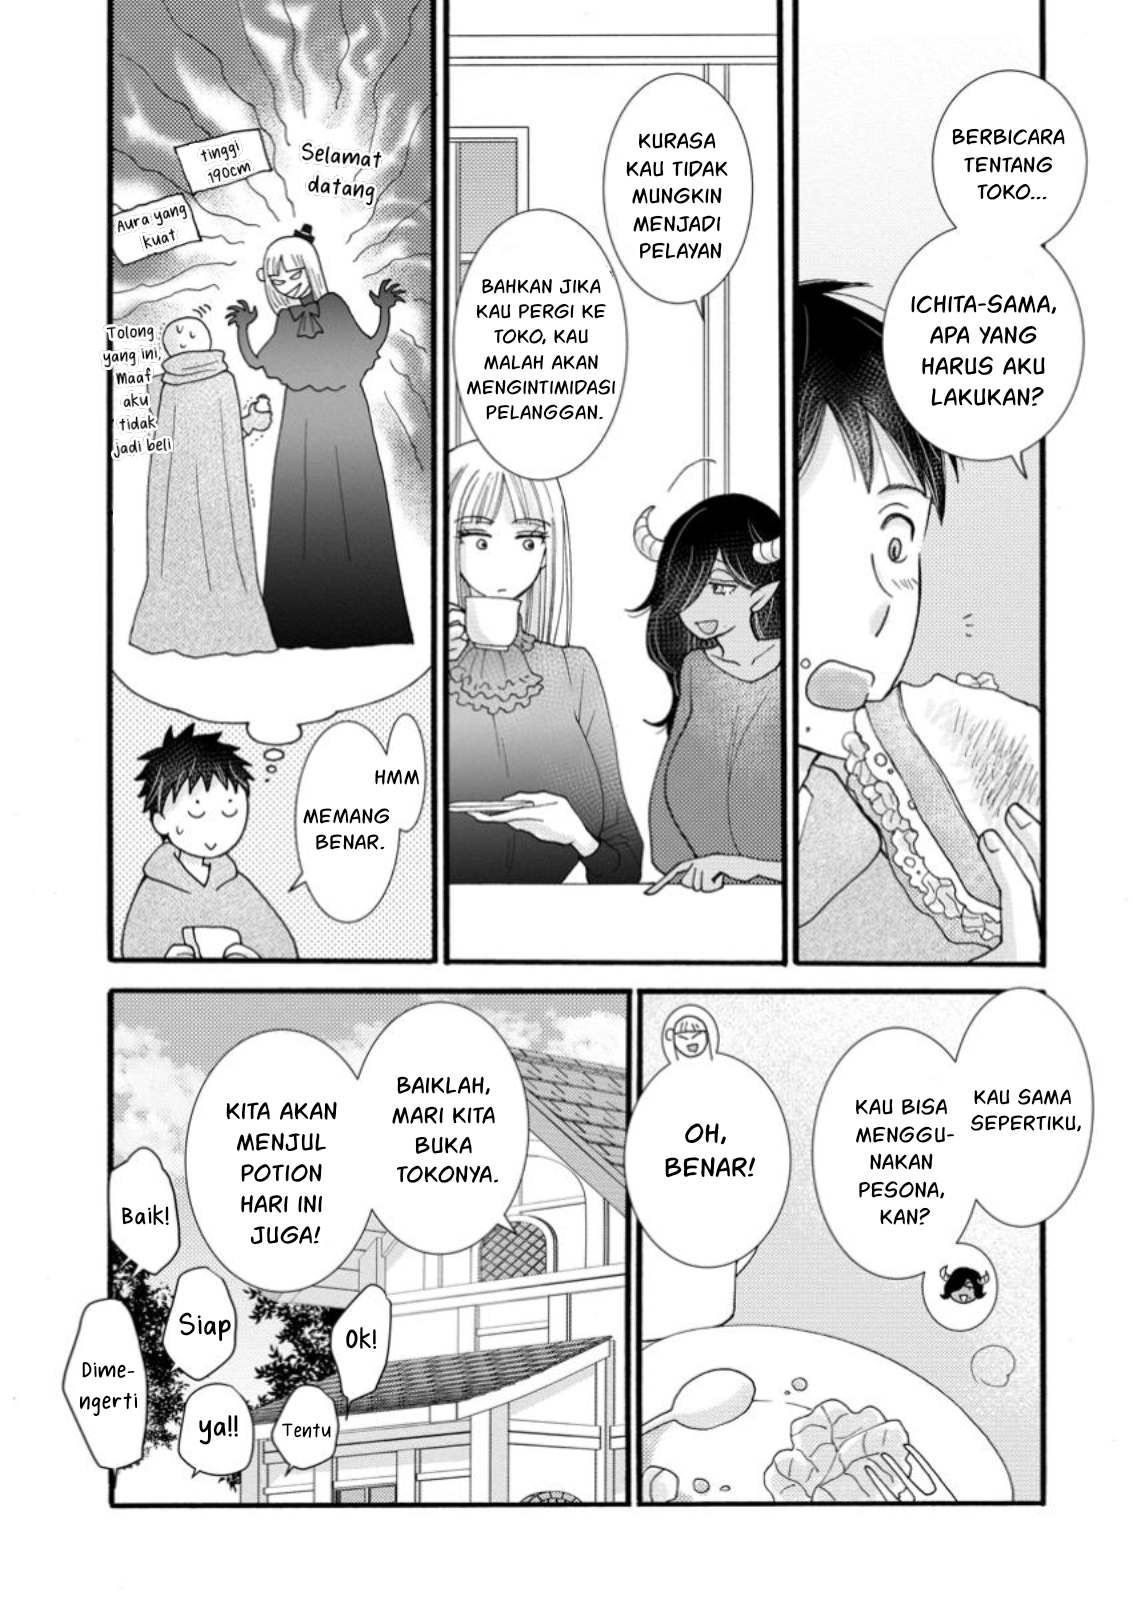 BERBICARA
TENTANG
TOKO...
ICHITA-SAMA,
APA YANG
HARUS AKU
LAKUKAN?
KURASA
KAU TIDAK
MUNGKIN
MENJADI
PELAYAN
BAHKAN JIKA
KAU PERGI KE
TOKO, KAU
MALAH AKAN
MENGINTIMIDASI
PELANGGAN.
Selamat
datang
tinggi
190cm
Aura yang
kuat
Tolong
yang ini,
Maaf
aku
tidak
jadi beli
HMM
MEMANG
BENAR.
KAU SAMA
SEPERTIKU,
KAU BISA
MENGGU-
NAKAN
PESONA,
KAN?
OH,
BENAR!
BAIKLAH,
MARI KITA
BUKA
TOKONYA.
KITA AKAN
MENJUL
POTION
HARI INI
JUGA!
Baik!
Siap
Ok!
Dime-
ngerti
ya!!
Tentu